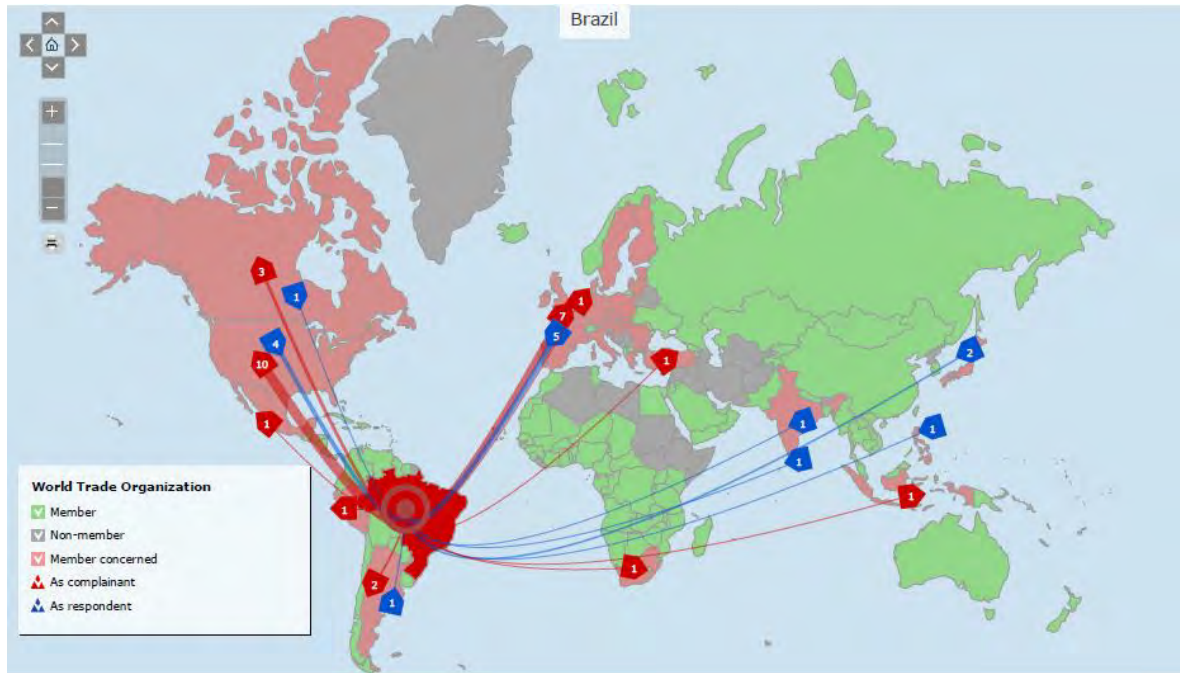 Brazil
3
1
4
10
1
1
7
5
1
2
1
1
1
1
1
1
2
1
World Trade Organization
Member
Non-member
Member concerned
As complainant
As respondent